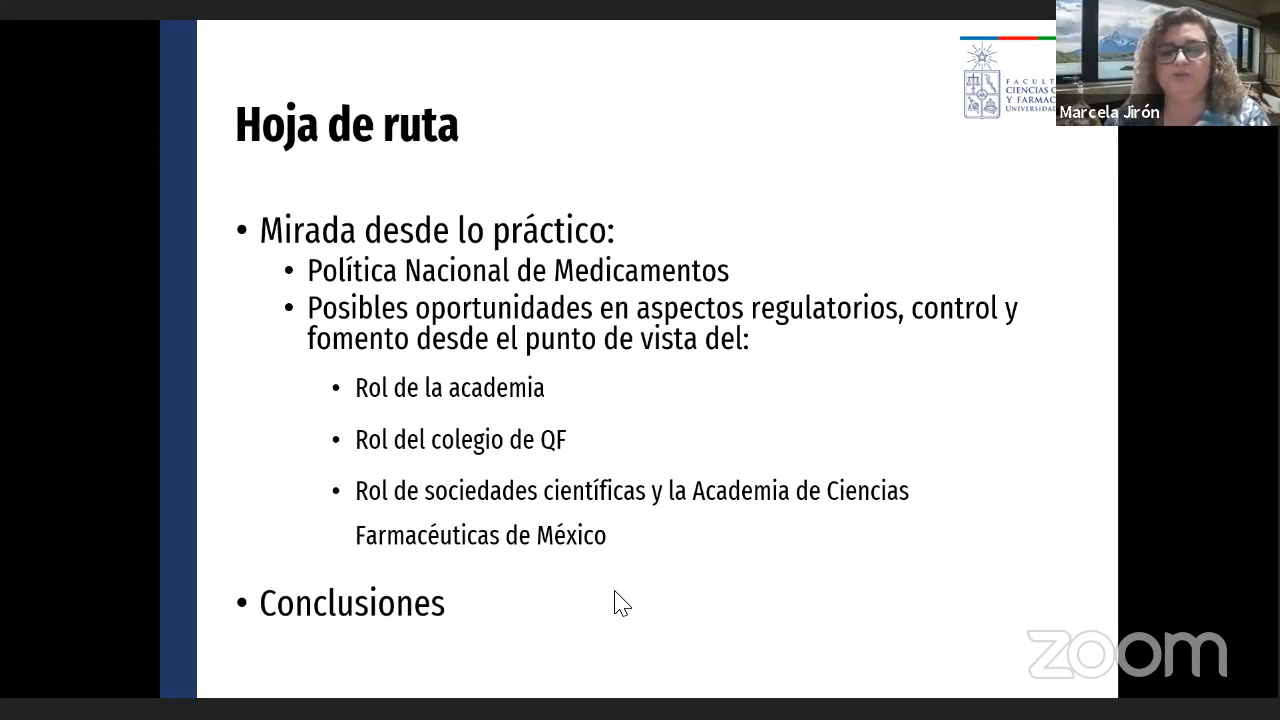 Hoja de ruta
• Mirada desde lo práctico:
• Política Nacional de Medicamentos
• Posibles oportunidades en aspectos regulatorios, control y
fomento desde el punto de vista del:
• Rol de la academia
• Rol del colegio de QF
• Rol de sociedades científicas y la Academia de Ciencias
Farmacéuticas de México
• Conclusiones
CIENCIAS
Y
Marcela Jirón
zoom